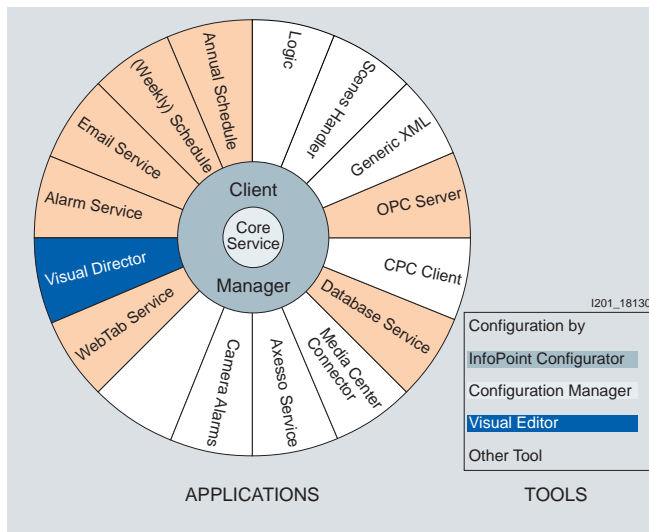 Logic
Scenes Handler
Generic XML
OPC Server
CPC Client
Database Service
Media Center
Connector
Axesso Service
Camera Alarms
WebTab Service
Visual Director
Alarm Service
Email Service
(Weekly) Schedule
Annual Schedule
Client
Core
Service
Manager
I201_18130
Configuration by
InfoPoint Configurator
Configuration Manager
Visual Editor
Other Tool
APPLICATIONS
TOOLS